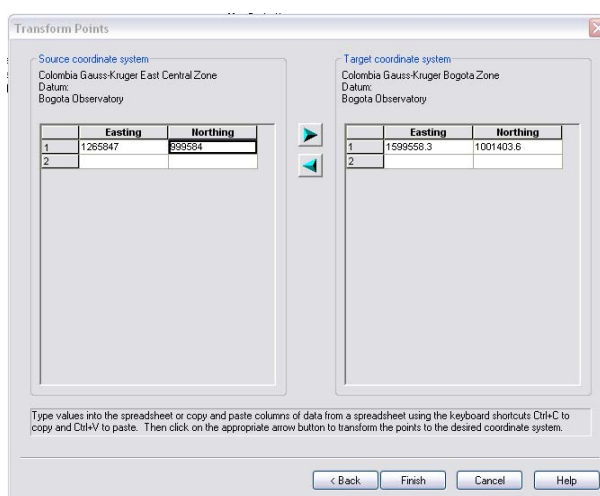 Transform Points
Source coordinate system
Colombia Gauss-Kruger East Central Zone
Datum:
Bogota Observatory
Easting Northing
1 1265847 999584
2
Target coordinate system
Colombia Gauss-Kruger Bogota Zone
Datum:
Bogota Observatory
Easting Northing
1 1599558.3 1001403.6
2
Type values into the spreadsheet or copy and paste columns of data from a spreadsheet using the keyboard shortcuts Ctrl+C to
copy and Ctrl+V to paste. Then click on the appropriate arrow button to transform the points to the desired coordinate system.
< Back Finish Cancel Help